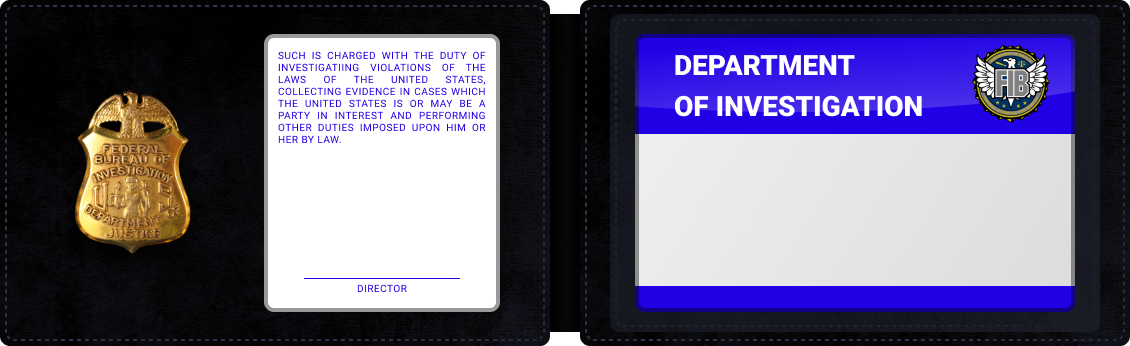 FEDERAL
BUREAU OF
INVESTIGATION
DEPARTMENT OF
JUSTICE
SUCH IS CHARGED WITH THE DUTY OF
INVESTIGATIING VIOLATIONS OF THE
LAWS OF THE UNITED STATES,
COLLECTING EVIDENCE IN CASES WHICH
THE UNITED STATES IS OR MAY BE A
PARTY IN INTEREST AND PERFORMING
OTHER DUTIES IMPOSED UPON HIM OR
HER BY LAW.
DIRECTOR
DEPARTMENT
OF INVESTIGATION
FIB